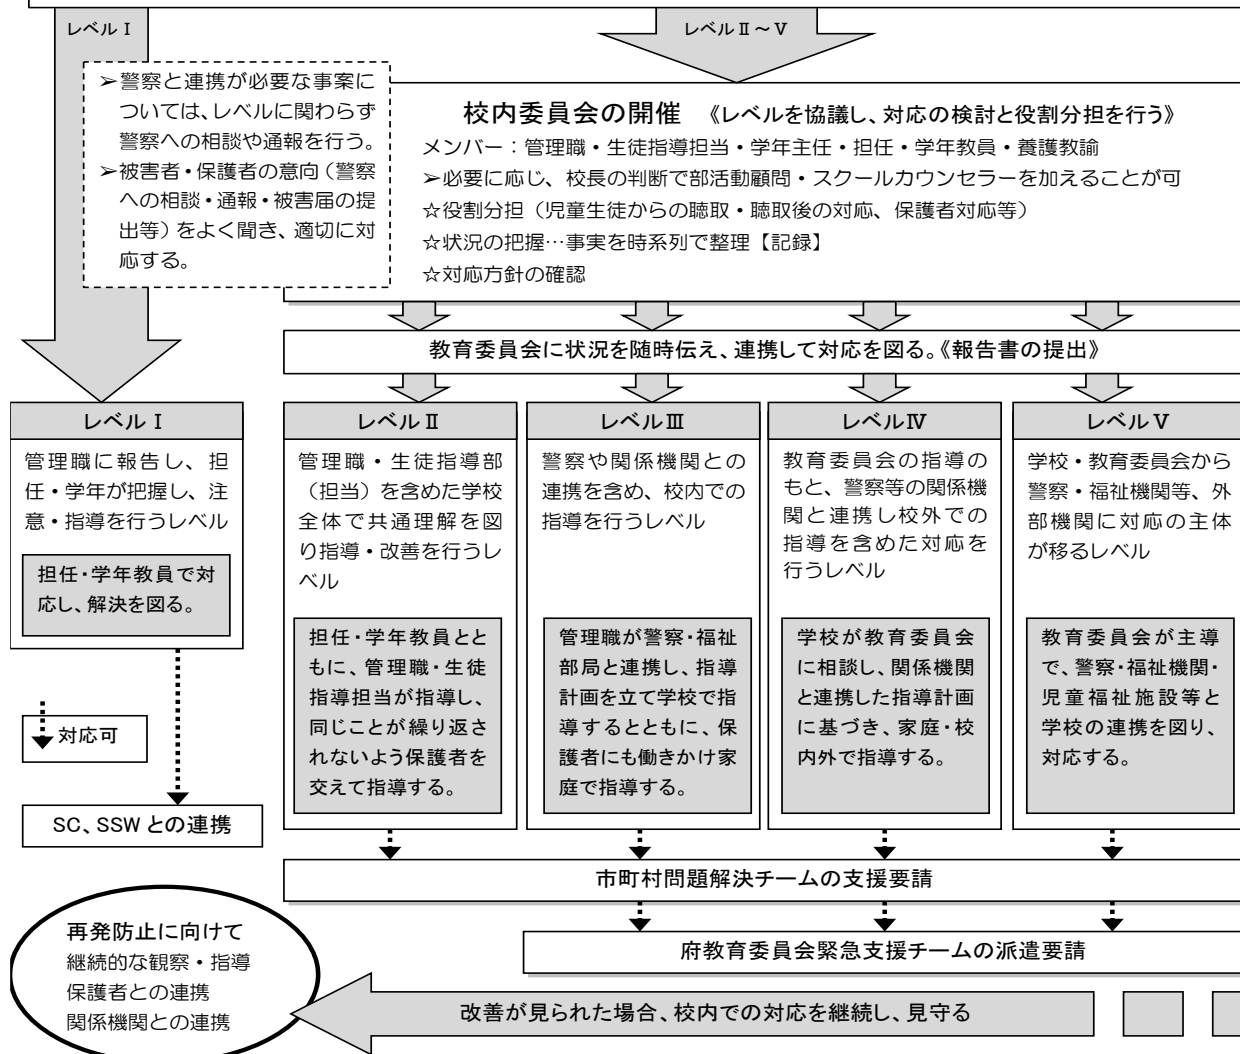 レベルⅠ
レベルⅡ～Ⅴ
➢警察と連携が必要な事案に
ついては、レベルに関わらず
警察への相談や通報を行う。
➢被害者・保護者の意向（警察
への相談・通報・被害届の提
出等）をよく聞き、適切に対
応する。
校内委員会の開催　《レベルを協議し、対応の検討と役割分担を行う》
メンバー：管理職・生徒指導担当・学年主任・担任・学年教員・養護教諭
➢必要に応じ、校長の判断で部活動顧問・スクールカウンセラーを加えることが可
☆役割分担（児童生徒からの聴取・聴取後の対応、保護者対応等）
☆状況の把握…事実を時系列で整理【記録】
☆対応方針の確認
教育委員会に状況を随時伝え、連携して対応を図る。《報告書の提出》
レベルⅠ
管理職に報告し、担
任・学年が把握し、注
意・指導を行うレベル
担任・学年教員で対
応し、解決を図る。
レベルⅡ
管理職・生徒指導部
（担当）を含めた学校
全体で共通理解を図
り指導・改善を行うレ
ベル
担任・学年教員とと
もに、管理職・生徒
指導担当が指導し、
同じことが繰り返さ
れないよう保護者を
交えて指導する。
レベルⅢ
警察や関係機関との
連携を含め、校内での
指導を行うレベル
管理職が警察・福祉
部局と連携し、指導
計画を立て学校で指
導するとともに、保
護者にも働きかけ家
庭で指導する。
レベルⅣ
教育委員会の指導の
もと、警察等の関係機
関と連携し校外での
指導を含めた対応を
行うレベル
学校が教育委員会
に相談し、関係機関
と連携した指導計画
に基づき、家庭・校
内外で指導する。
レベルⅤ
学校・教育委員会から
警察・福祉機関等、外
部機関に対応の主体
が移るレベル
教育委員会が主導
で、警察・福祉機関・
児童福祉施設等と
学校の連携を図り、
対応する。
対応可
SC、SSWとの連携
市町村問題解決チームの支援要請
府教育委員会緊急支援チームの派遣要請
再発防止に向けて
継続的な観察・指導
保護者との連携
関係機関との連携
改善が見られた場合、校内での対応を継続し、見守る